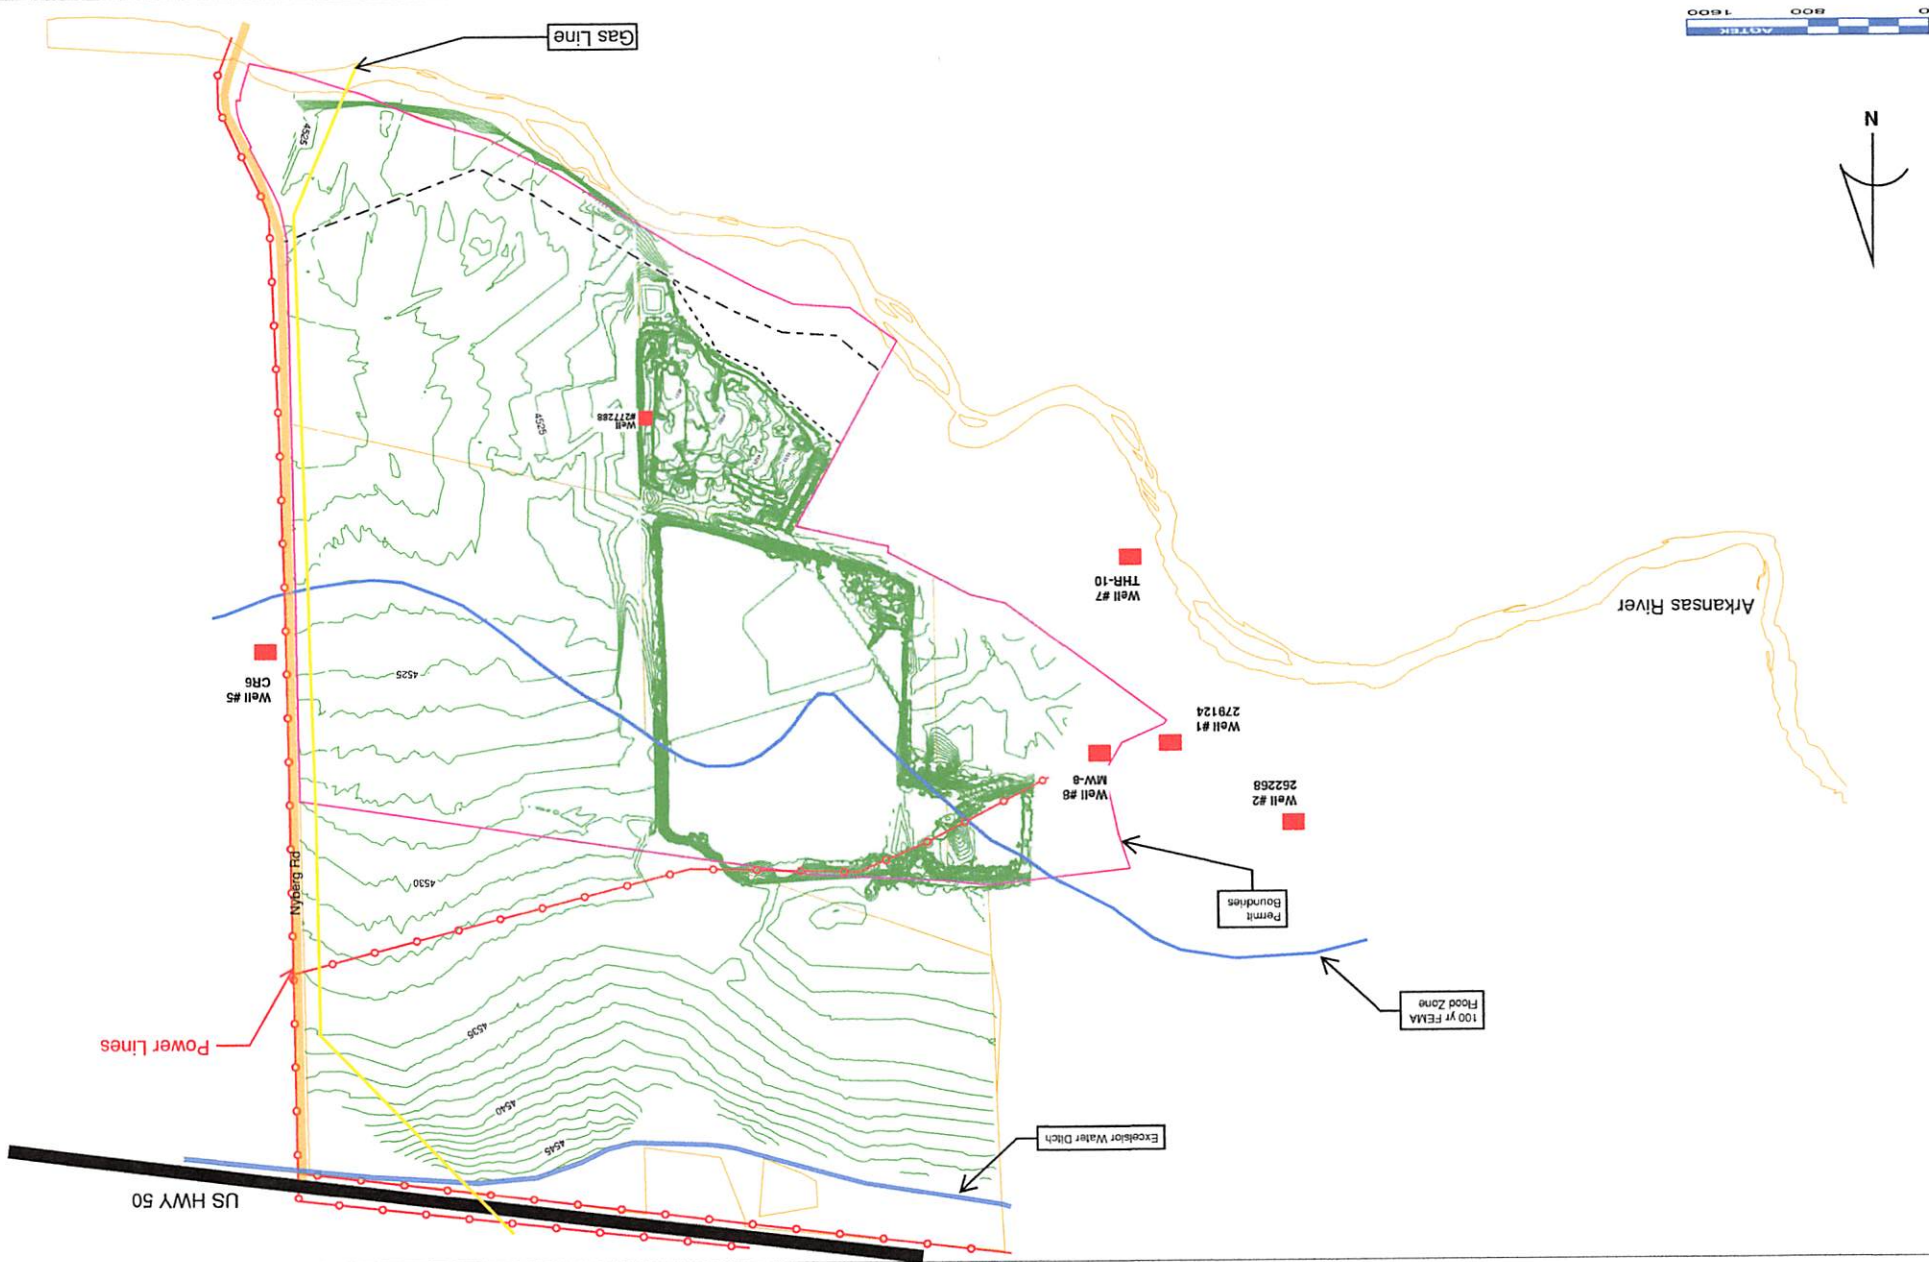 US HWY 50
Excelsior Water Ditch
4545
4540
Power Lines
4535
100 yr FEMA
Flood Zone
Nyberg Rd
4530
Permit
Boundries
Well #2
262268
Well #8
MW-8
Well #1
279124
Well #5
CR6
4525
Arkansas River
Well #7
THR-10
Well
#277288
4525
4525
N
Gas Line
0 800 1600
AGTEK